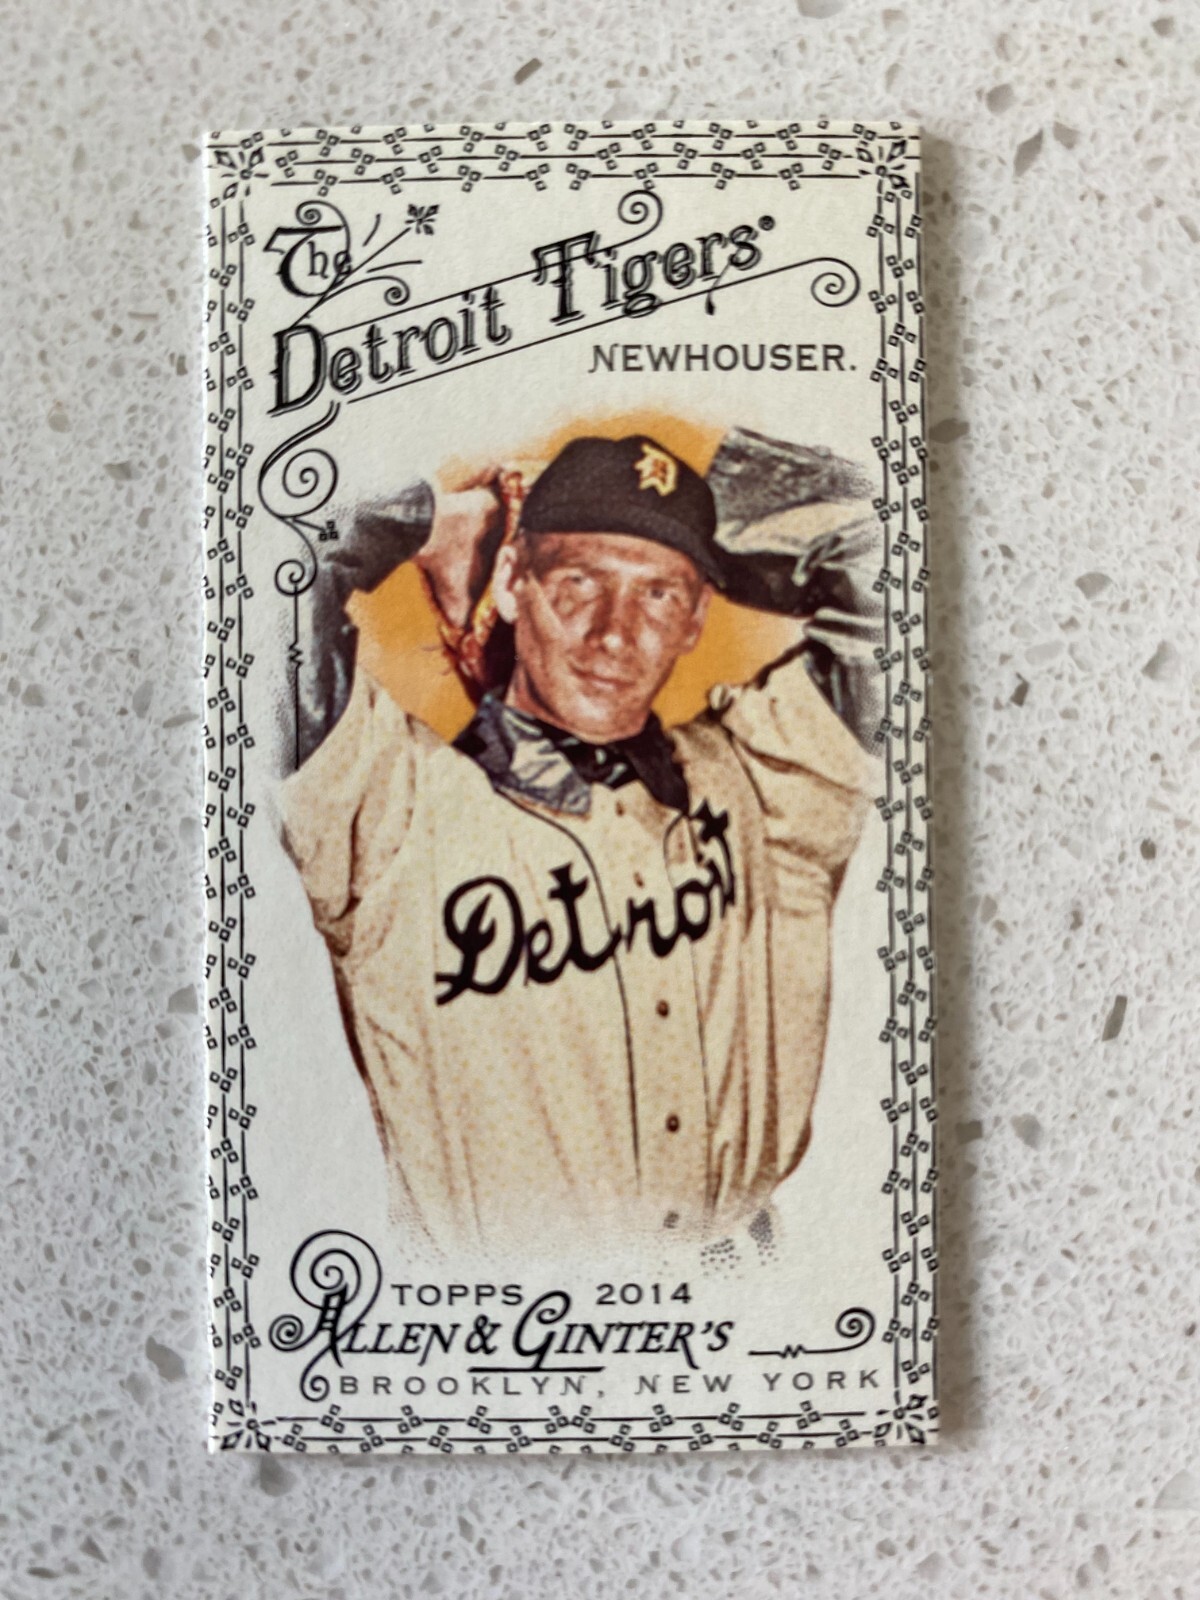 The
Detroit Tigers®
NEWHOUSER.
D
Detroit
TOPPS 2014
ALLEN & GINTER'S
BROOKLYN, NEW YORK